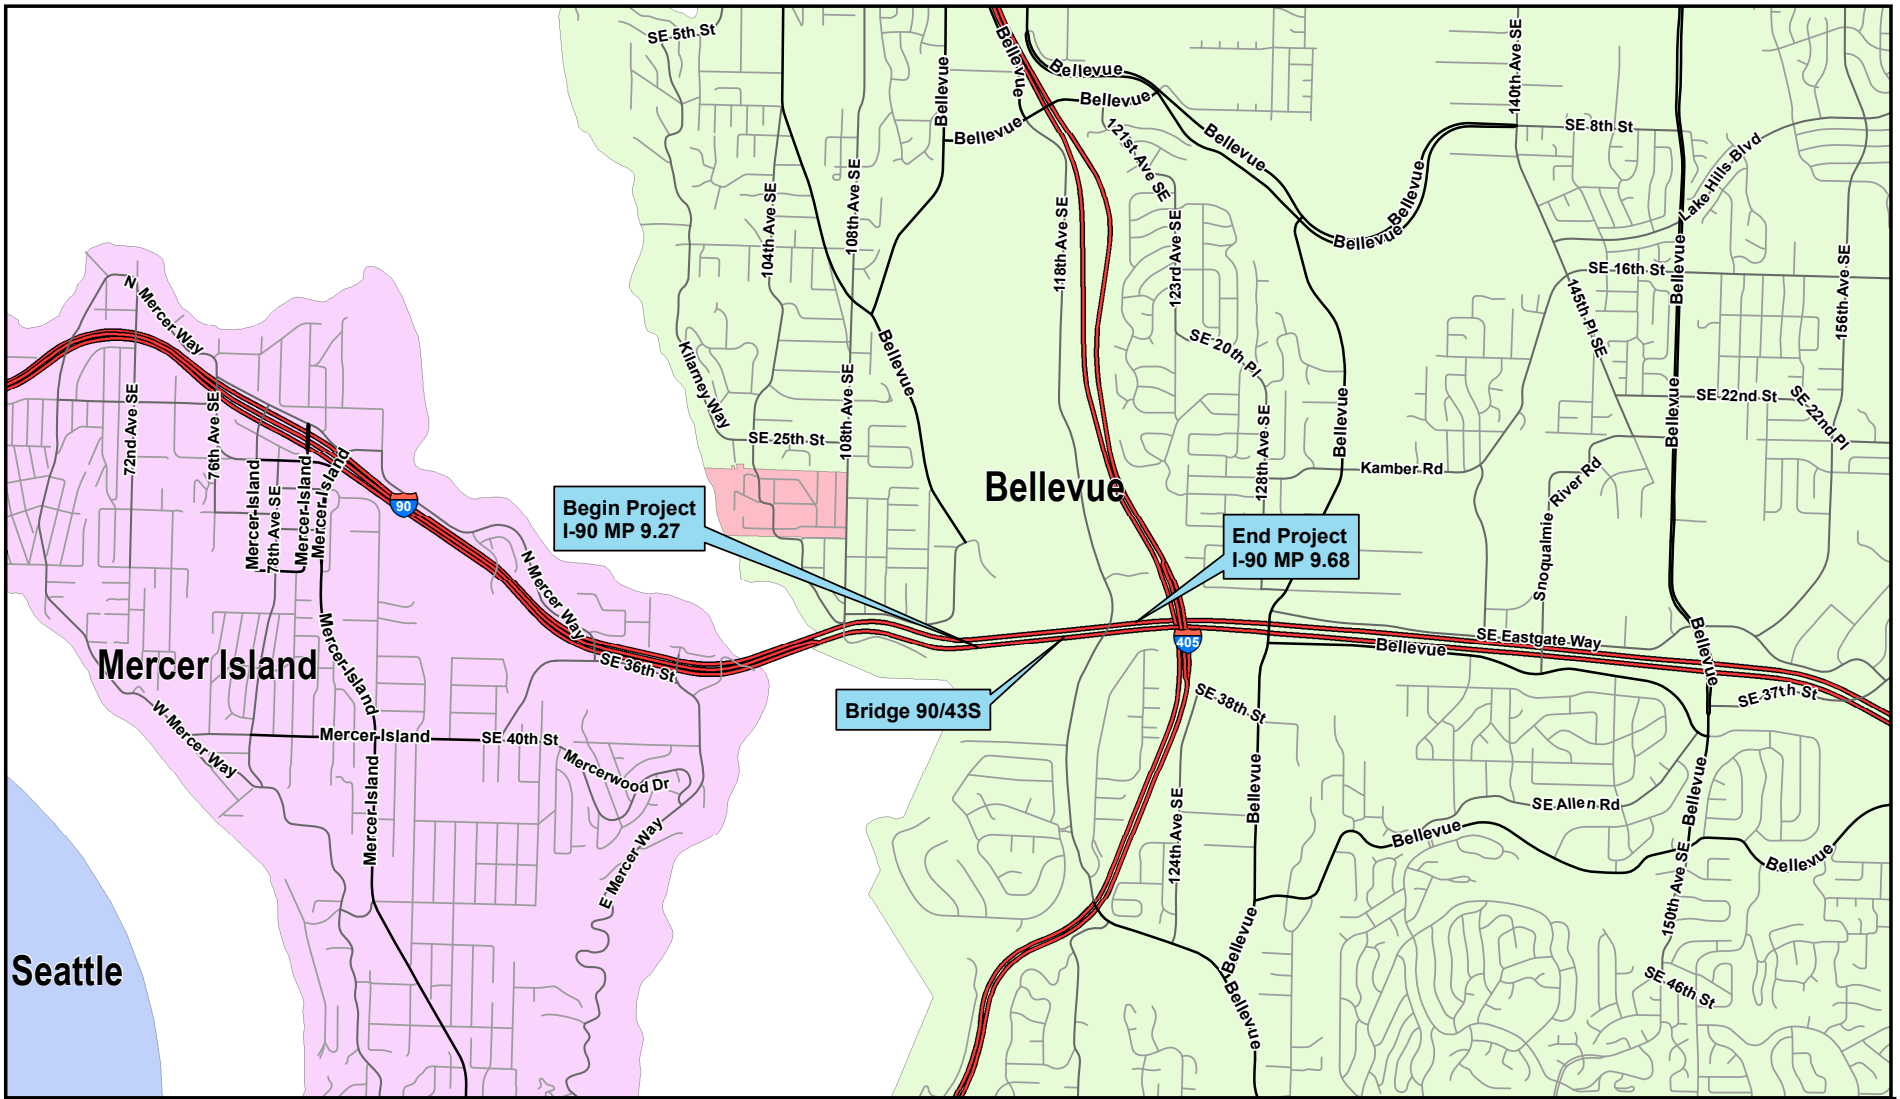 SE 5th St
Bellevue
Bellevue
Bellevue
Bellevue
Bellevue
140th Ave SE
SE 8th St
121st Ave SE
Bellevue
Lake Hills Blvd
104th Ave SE
108th Ave SE
118th Ave SE
123rd Ave SE
Bellevue
Bellevue
Bellevue
SE 16th St
156th Ave SE
N Mercer Way
145th Pl SE
Kilarney Way
Bellevue
SE 20th Pl
72nd Ave SE
76th Ave SE
108th Ave SE
SE 25th St
128th Ave SE
Bellevue
Bellevue
SE 22nd St
SE 22nd Pl
Kamber Rd
Mercer Island
78th Ave SE
Mercer Island
Mercer Island
90
Bellevue
Snoqualmie River Rd
Begin Project
I-90 MP 9.27
End Project
I-90 MP 9.68
N Mercer Way
Mercer Island
Mercer Island
SE 36th St
405
Bellevue
SE Eastgate Way
Bellevue
SE 37th St
Bridge 90/43S
SE 38th St
W Mercer Way
Mercer Island
SE 40th St
Mercerwood Dr
Mercer Island
E Mercer Way
124th Ave SE
Bellevue
SE Allen Rd
Bellevue
Bellevue
Bellevue
150th Ave SE
Seattle
Bellevue
Bellevue
SE 46th St